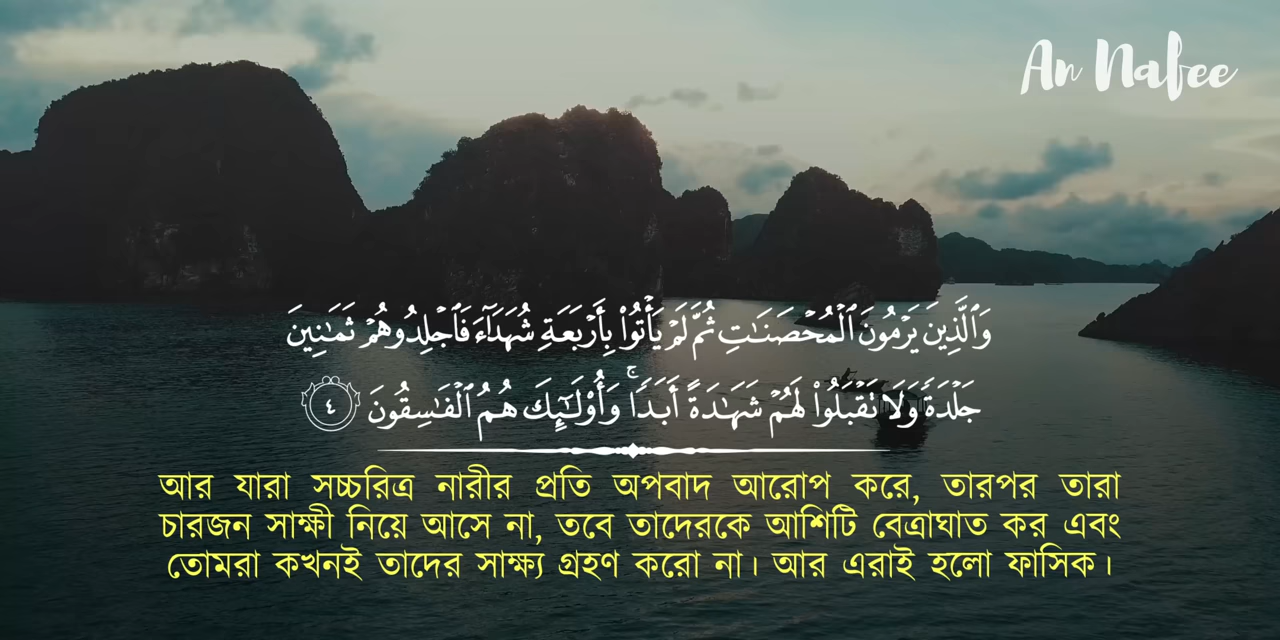 An Nafee
وَٱلَّذِينَ يَرْمُونَ ٱلْمُحْصَنَـٰتِ ثُمَّ لَمْ يَأْتُوا۟ بِأَرْبَعَةِ شُهَدَآءَ فَٱجْلِدُوهُمْ ثَمَـٰنِينَ
جَلْدَةً وَلَا تَقْبَلُوا۟ لَهُمْ شَهَـٰدَةً أَبَدًا ۚ وَأُو۟لَـٰٓئِكَ هُمُ ٱلْفَـٰسِقُونَ ٤
আর যারা সচ্চরিত্র নারীর প্রতি অপবাদ আরোপ করে, তারপর তারা
চারজন সাক্ষী নিয়ে আসে না, তবে তাদেরকে আশিটি বেত্রাঘাত কর এবং
তোমরা কখনই তাদের সাক্ষ্য গ্রহণ করো না। আর এরাই হলো ফাসিক।